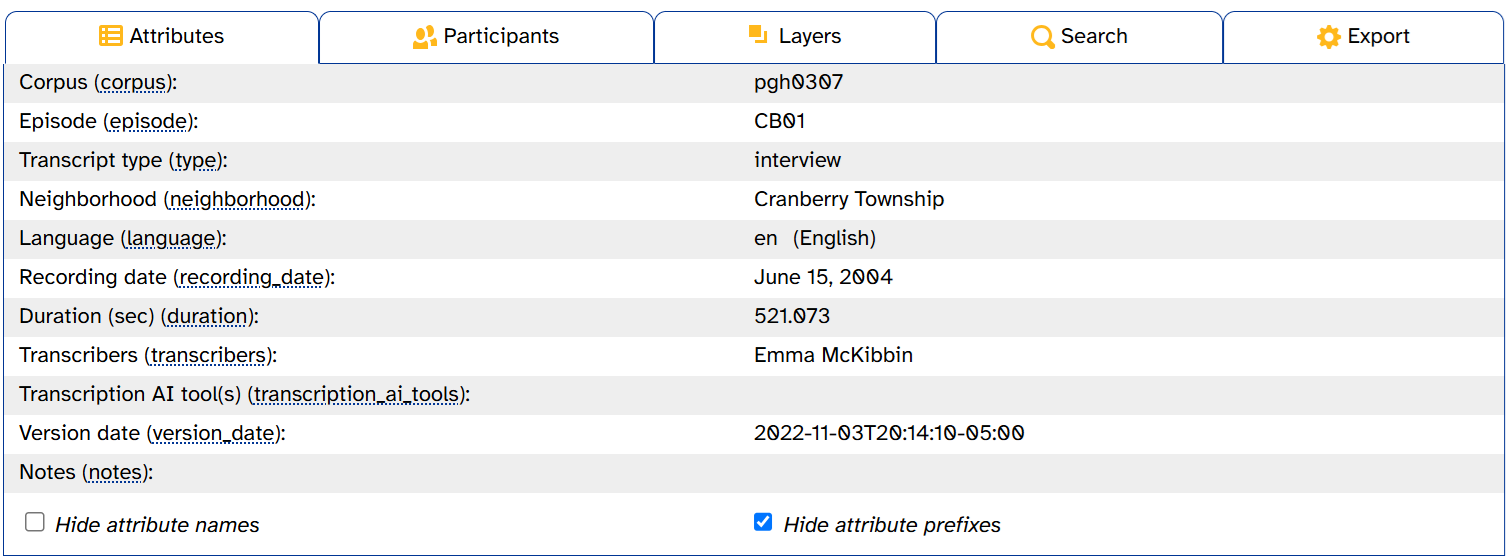 Attributes Participants Layers Search Export
Corpus (corpus): pgh0307
Episode (episode): CB01
Transcript type (type): interview
Neighborhood (neighborhood): Cranberry Township
Language (language): en (English)
Recording date (recording_date): June 15, 2004
Duration (sec) (duration): 521.073
Transcribers (transcribers): Emma McKibbin
Transcription AI tool(s) (transcription_ai_tools):
Version date (version_date): 2022-11-03T20:14:10-05:00
Notes (notes):
Hide attribute names Hide attribute prefixes